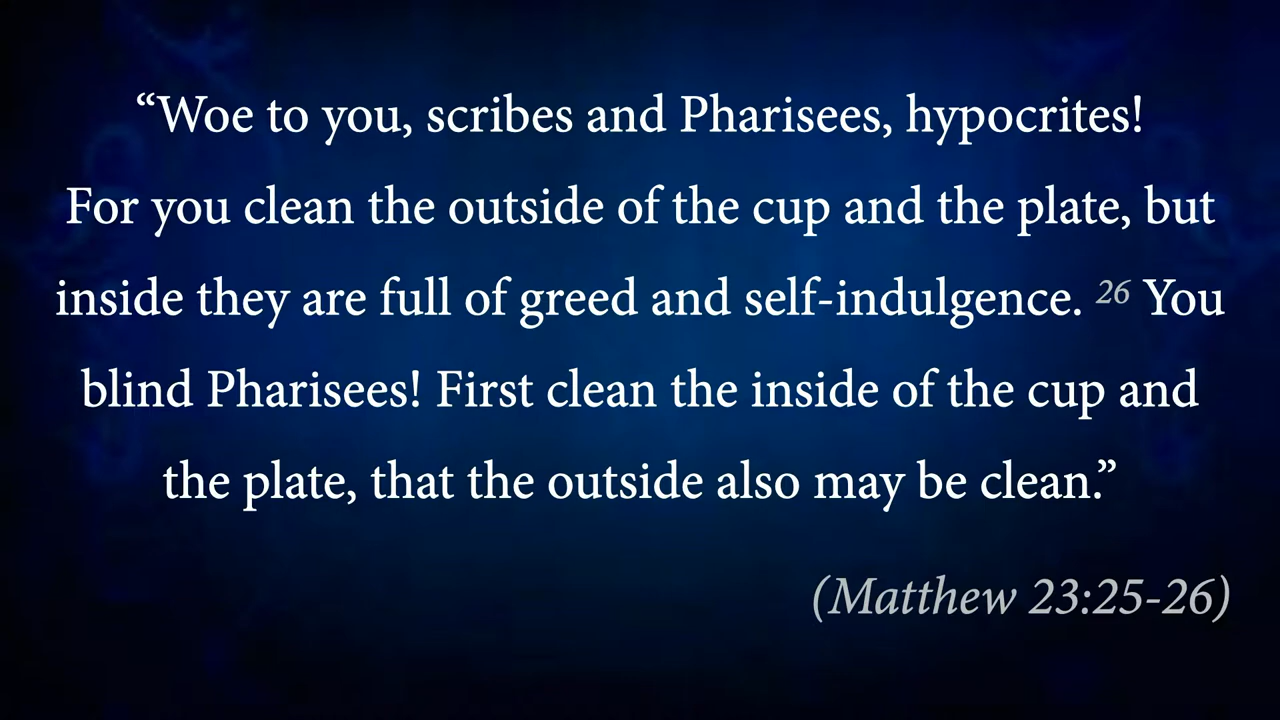 “Woe to you, scribes and Pharisees, hypocrites!
For you clean the outside of the cup and the plate, but
inside they are full of greed and self-indulgence. 26 You
blind Pharisees! First clean the inside of the cup and
the plate, that the outside also may be clean.”
(Matthew 23:25-26)